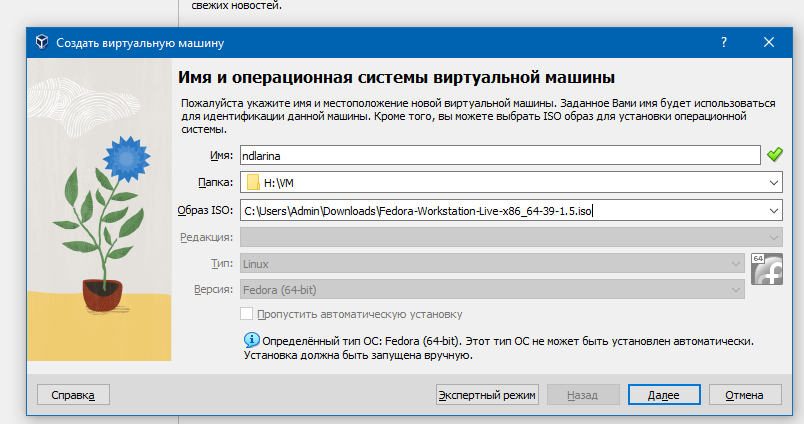 свежих новостей.
Создать виртуальную машину
?
Имя и операционная системы виртуальной машины
Пожалуйста укажите имя и местоположение новой виртуальной машины. Заданное Вами имя будет использоваться
для идентификации данной машины. Кроме того, вы можете выбрать ISO образ для установки операционной
системы.
Имя: ndlarina
Папка: H:\VM
Образ ISO: C:\Users\Admin\Downloads\Fedora-Workstation-Live-x86_64-39-1.5.iso
Редакция:
Тип: Linux
64
Версия: Fedora (64-bit)
Пропустить автоматическую установку
Определённый тип ОС: Fedora (64-bit). Этот тип ОС не может быть установлен автоматически.
Установка должна быть запущена вручную.
Справка Экспертный режим Назад Далее Отмена